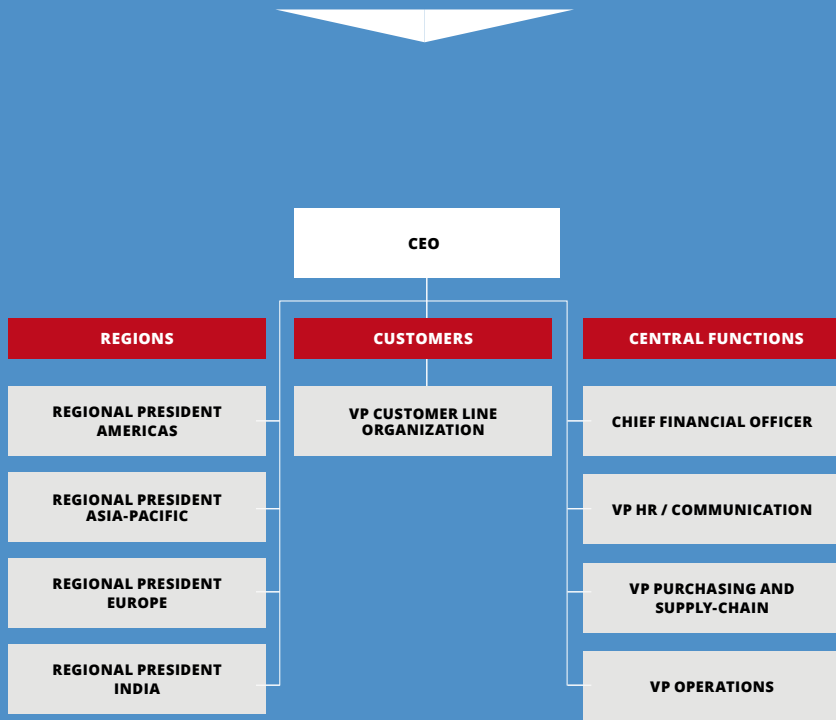 CEO
REGIONS
REGIONAL PRESIDENT
AMERICAS
REGIONAL PRESIDENT
ASIA-PACIFIC
REGIONAL PRESIDENT
EUROPE
REGIONAL PRESIDENT
INDIA
CUSTOMERS
VP CUSTOMER LINE
ORGANIZATION
CENTRAL FUNCTIONS
CHIEF FINANCIAL OFFICER
VP HR / COMMUNICATION
VP PURCHASING AND
SUPPLY-CHAIN
VP OPERATIONS